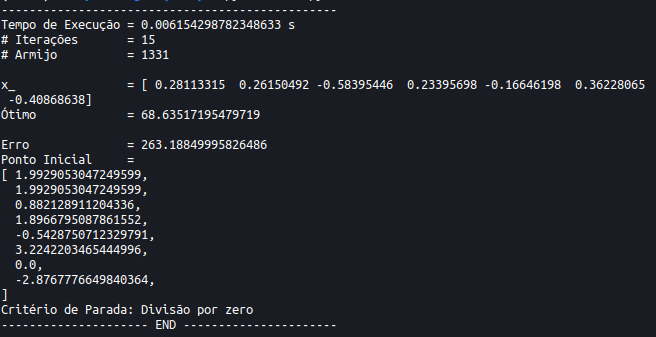 ----------------------------------------------
Tempo de Execução = 0.006154298782348633 s
# Iterações       = 15
# Armijo          = 1331
x_                = [ 0.28113315  0.26150492 -0.58395446  0.23395698 -0.16646198  0.36228065
 -0.40868638]
Ótimo             = 68.63517195479719
Erro              = 263.18849995826486
Ponto Inicial     =
[ 1.9929053047249599,
  1.9929053047249599,
  0.882128911204336,
  1.8966795087861552,
  -0.5428750712329791,
  3.2242203465444996,
  0.0,
  -2.8767776649840364,
]
Critério de Parada: Divisão por zero
-------------------- END ---------------------